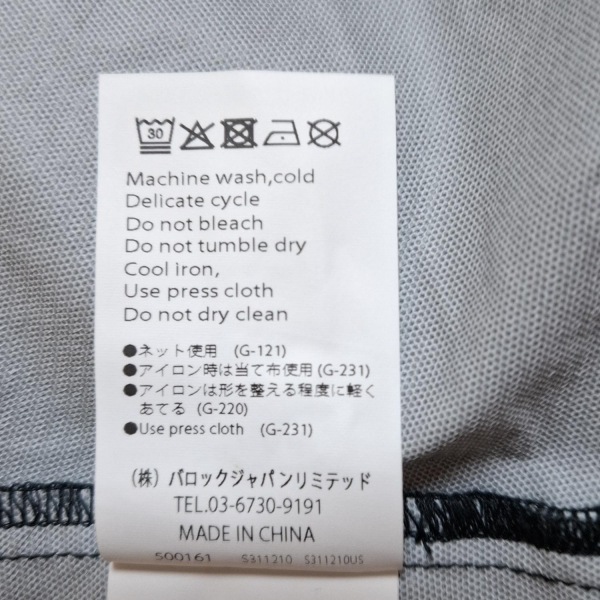 30
Machine wash,cold
Delicate cycle
Do not bleach
Do not tumble dry
Cool iron,
Use press cloth
Do not dry clean
●ネット使用 (G-121)
●アイロン時は当て布使用(G-231)
●アイロンは形を整える程度に軽く
あてる (G-220)
●Use press cloth (G-231)
(株) バロックジャパンリミテッド
TEL.03-6730-9191
MADE IN CHINA
500161 S311210 S311210US